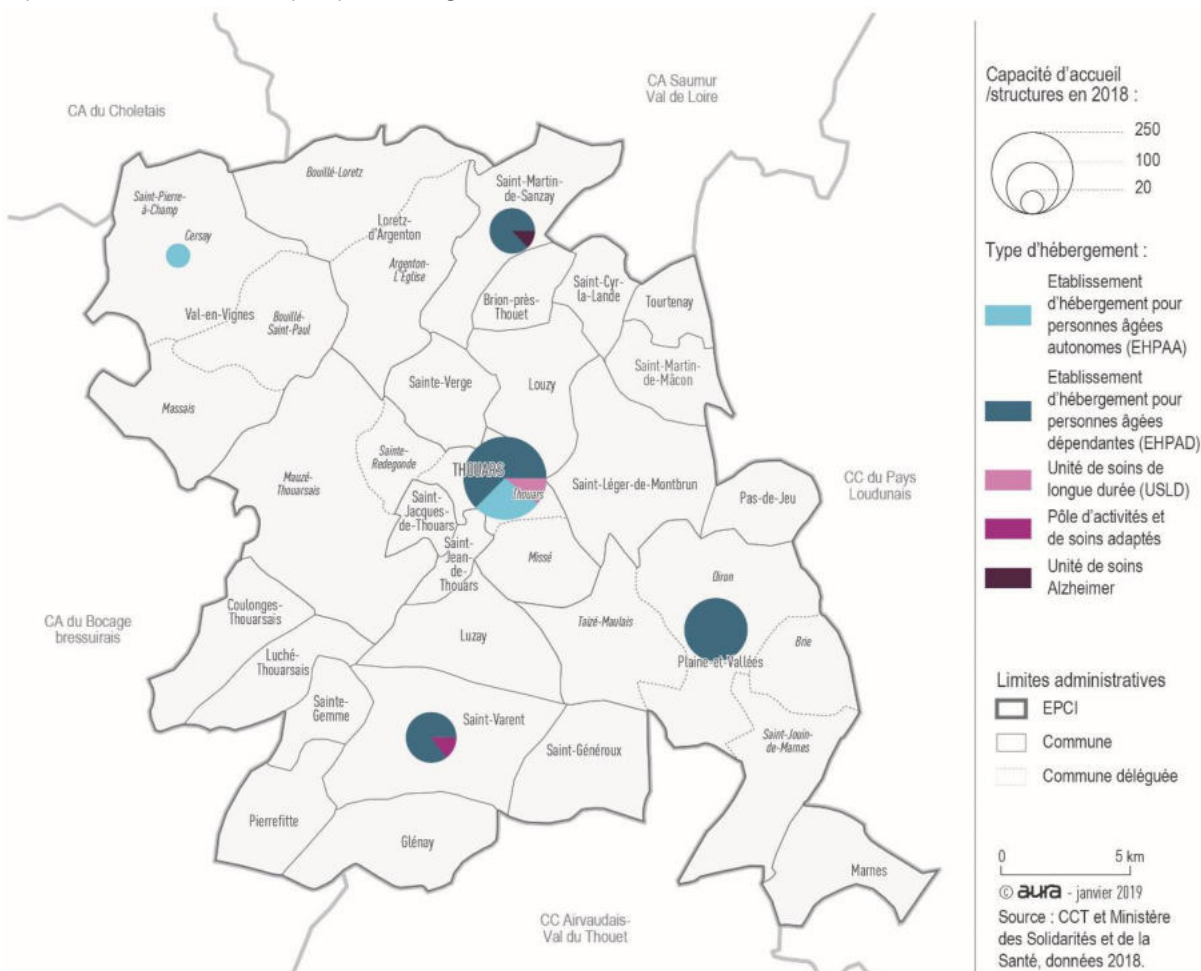 CA du Choletais
CA Saumur
Val de Loire
Bouillé-Loretz
Saint-Pierre-
à-Champ
Cersay
Saint-Martin-
de-Sanzay
Loretz-
d'Argenton
Argenton-
L'Eglise
Val-en-Vignes
Bouillé-
Saint-Paul
Brion-près-
Thouet
Saint-Cyr-
la-Lande
Tourtenay
Saint-Martin-
de-Mâcon
Massais
Sainte-Verge
Louzy
Mauzé-
Thouarsais
Sainte-
Redegonde
THOUARS
Thouars
Saint-Léger-de-Montbrun
Saint-
Jacques-
de-Thouars
Saint-
Jean-
de-
Thouars
Missé
Pas-de-Jeu
CC du Pays
Loudunais
Oiron
Brie
Plaine-et-Vallées
Taizé-Maulais
Saint-Jouin-
de-Marnes
CA du Bocage
bressuirais
Coulonges-
Thouarsais
Luché-
Thouarsais
Luzay
Sainte-
Gemme
Saint-Varent
Saint-Généroux
Pierrefitte
Glénay
Marnes
CC Airvaudais-
Val du Thouet
Capacité d'accueil
/structures en 2018 :
250
100
20
Type d'hébergement :
Etablissement
d'hébergement pour
personnes âgées
autonomes (EHPAA)
Etablissement
d'hébergement pour
personnes âgées
dépendantes (EHPAD)
Unité de soins de
longue durée (USLD)
Pôle d'activités et
de soins adaptés
Unité de soins
Alzheimer
Limites administratives
EPCI
Commune
Commune déléguée
0 5 km
© aura - janvier 2019
Source : CCT et Ministère
des Solidarités et de la
Santé, données 2018.